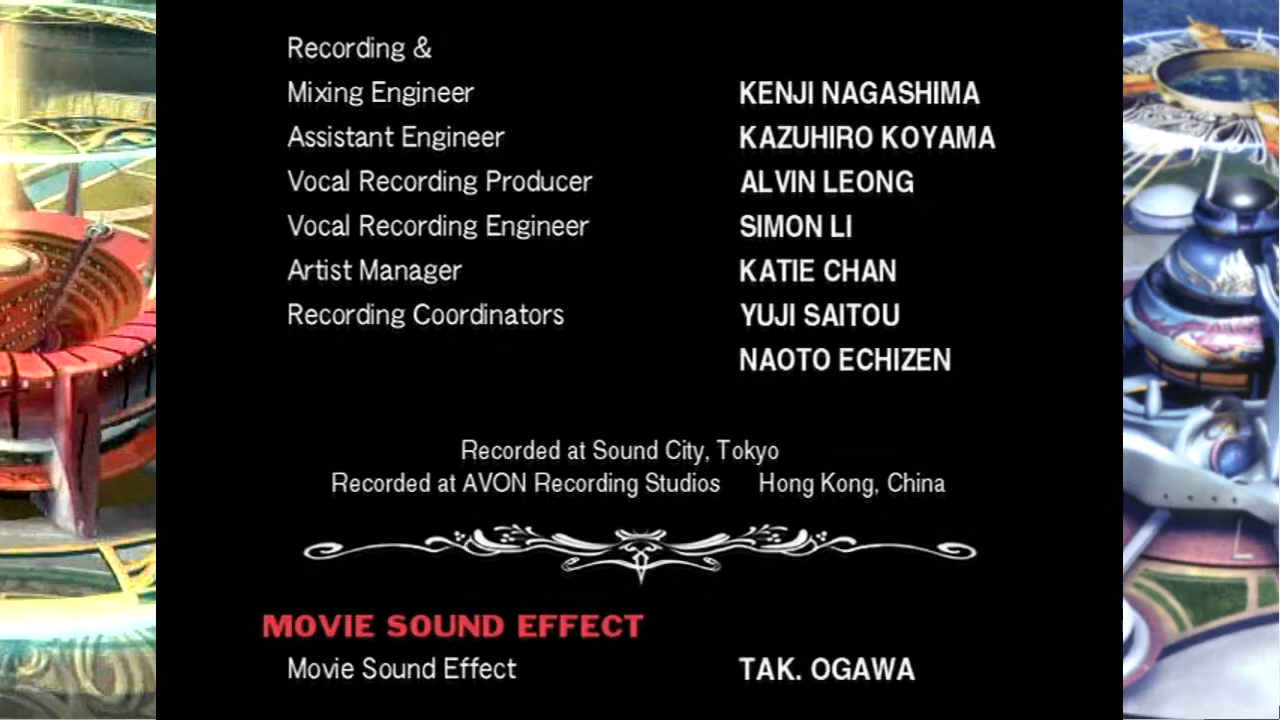 Recording &
Mixing Engineer KENJI NAGASHIMA
Assistant Engineer KAZUHIRO KOYAMA
Vocal Recording Producer ALVIN LEONG
Vocal Recording Engineer SIMON LI
Artist Manager KATIE CHAN
Recording Coordinators YUJI SAITOU
NAOTO ECHIZEN
Recorded at Sound City, Tokyo
Recorded at AVON Recording Studios Hong Kong, China
MOVIE SOUND EFFECT
Movie Sound Effect TAK. OGAWA